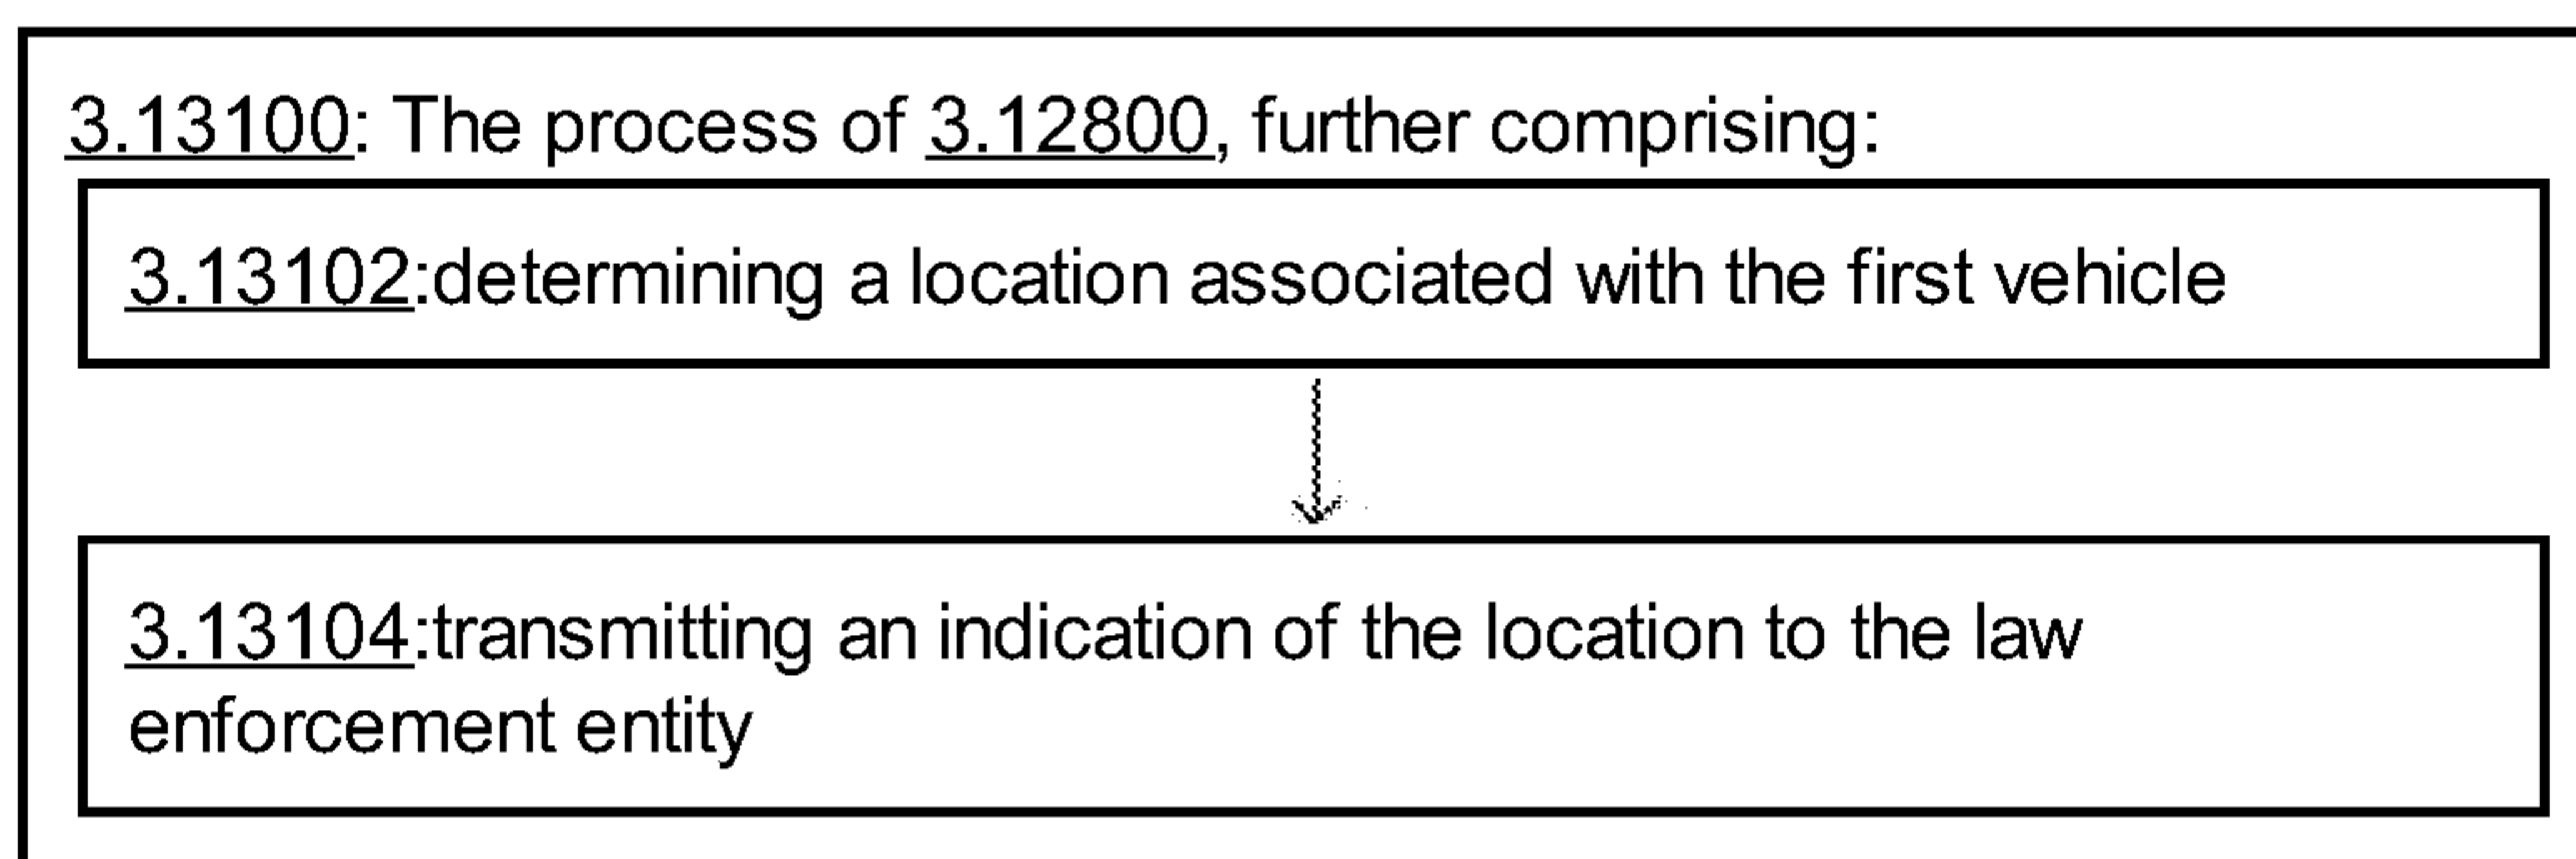 3.13100: The process of 3.12800, further comprising:
3.13102:determining a location associated with the first vehicle
3.13104:transmitting an indication of the location to the law
enforcement entity